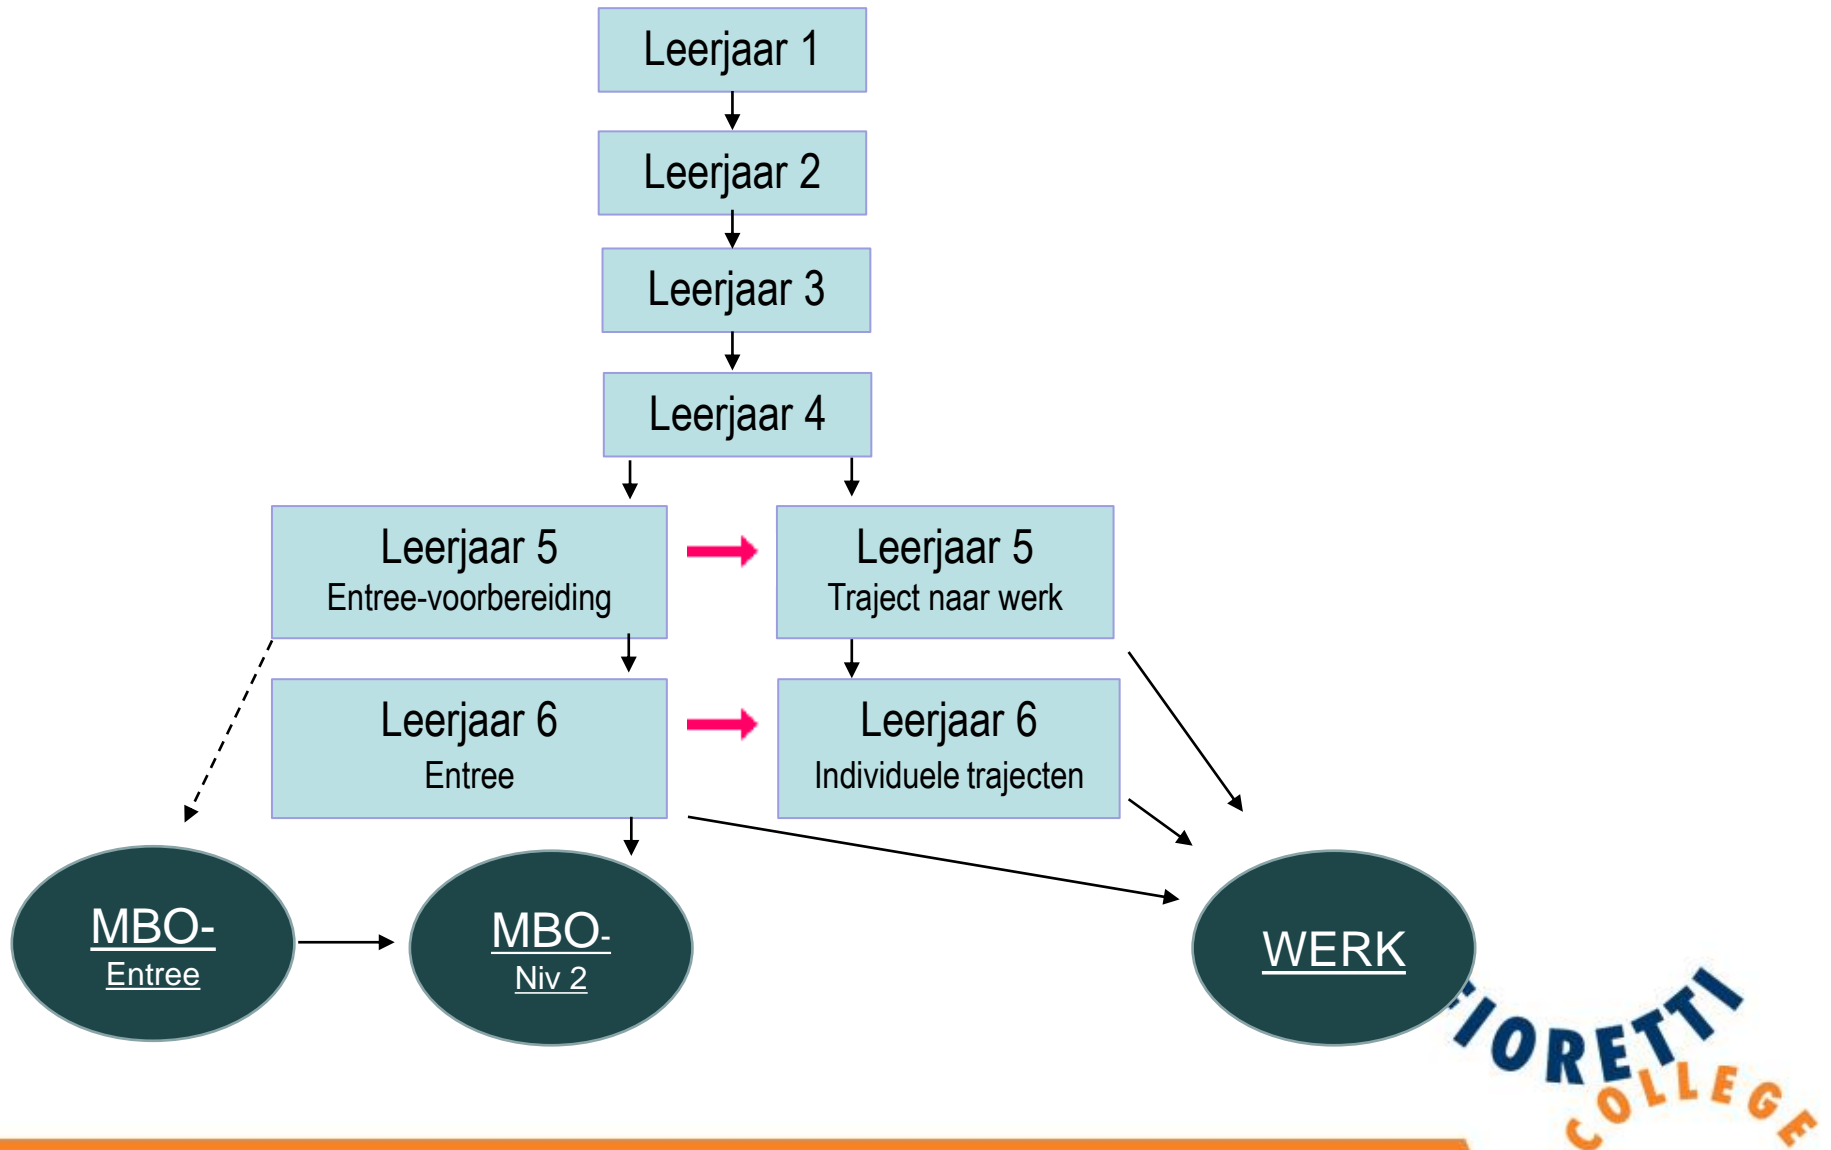 Leerjaar 1
Leerjaar 2
Leerjaar 3
Leerjaar 4
Leerjaar 5
Entree-voorbereiding
Leerjaar 5
Traject naar werk
Leerjaar 6
Entree
Leerjaar 6
Individuele trajecten
MBO-
Entree
MBO-
Niv 2
WERK
FIORETTI
COLLEGE